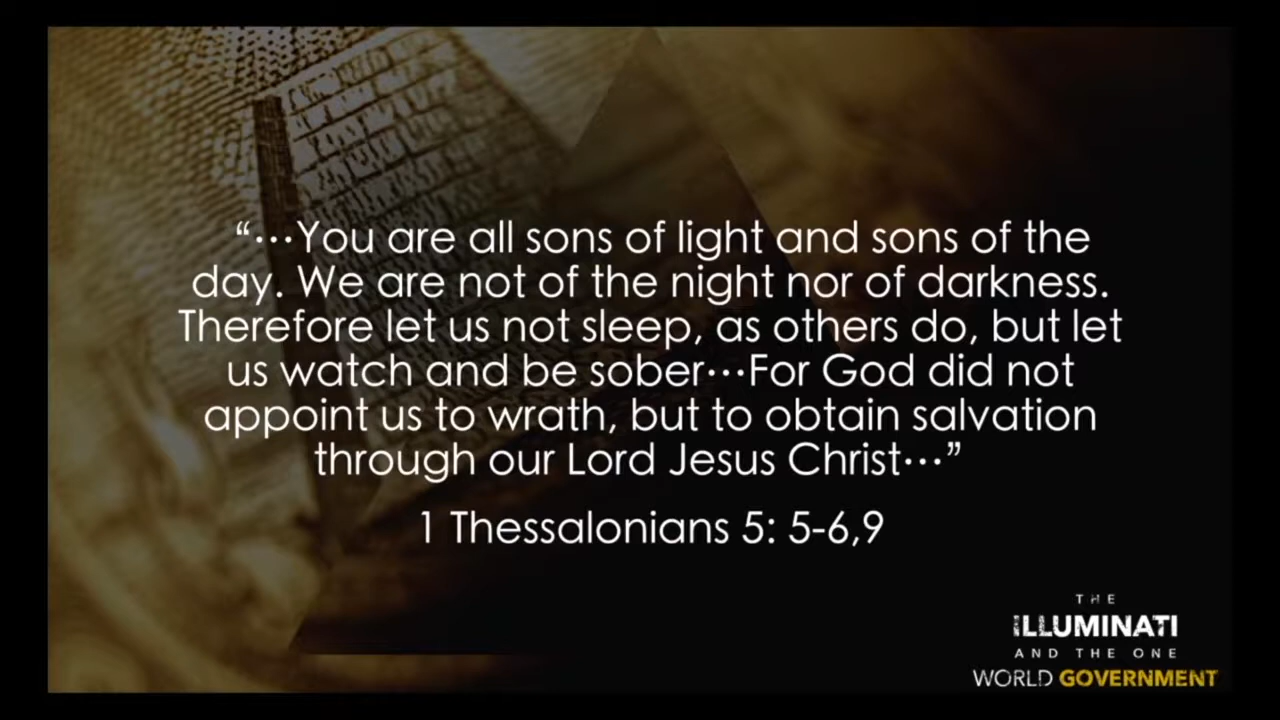 “…You are all sons of light and sons of the
day. We are not of the night nor of darkness.
Therefore let us not sleep, as others do, but let
us watch and be sober…For God did not
appoint us to wrath, but to obtain salvation
through our Lord Jesus Christ…”
1 Thessalonians 5: 5-6,9
THE
ILLUMINATI
AND THE ONE
WORLD GOVERNMENT